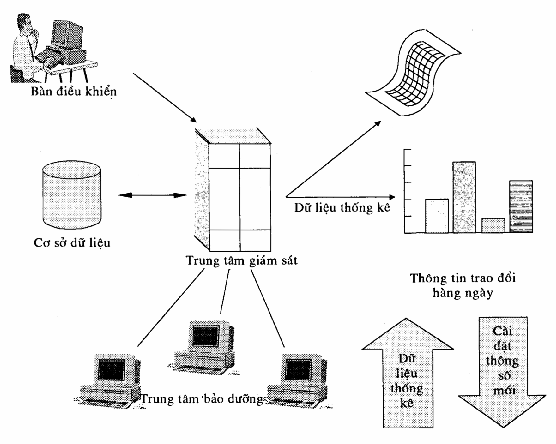 Bàn điều khiển
Cơ sở dữ liệu
Trung tâm giám sát
Dữ liệu thống kê
Thông tin trao đổi
hàng ngày
Trung tâm bảo dưỡng
Dữ
liệu
thống
kê
Cài
đặt
thông
số
mới